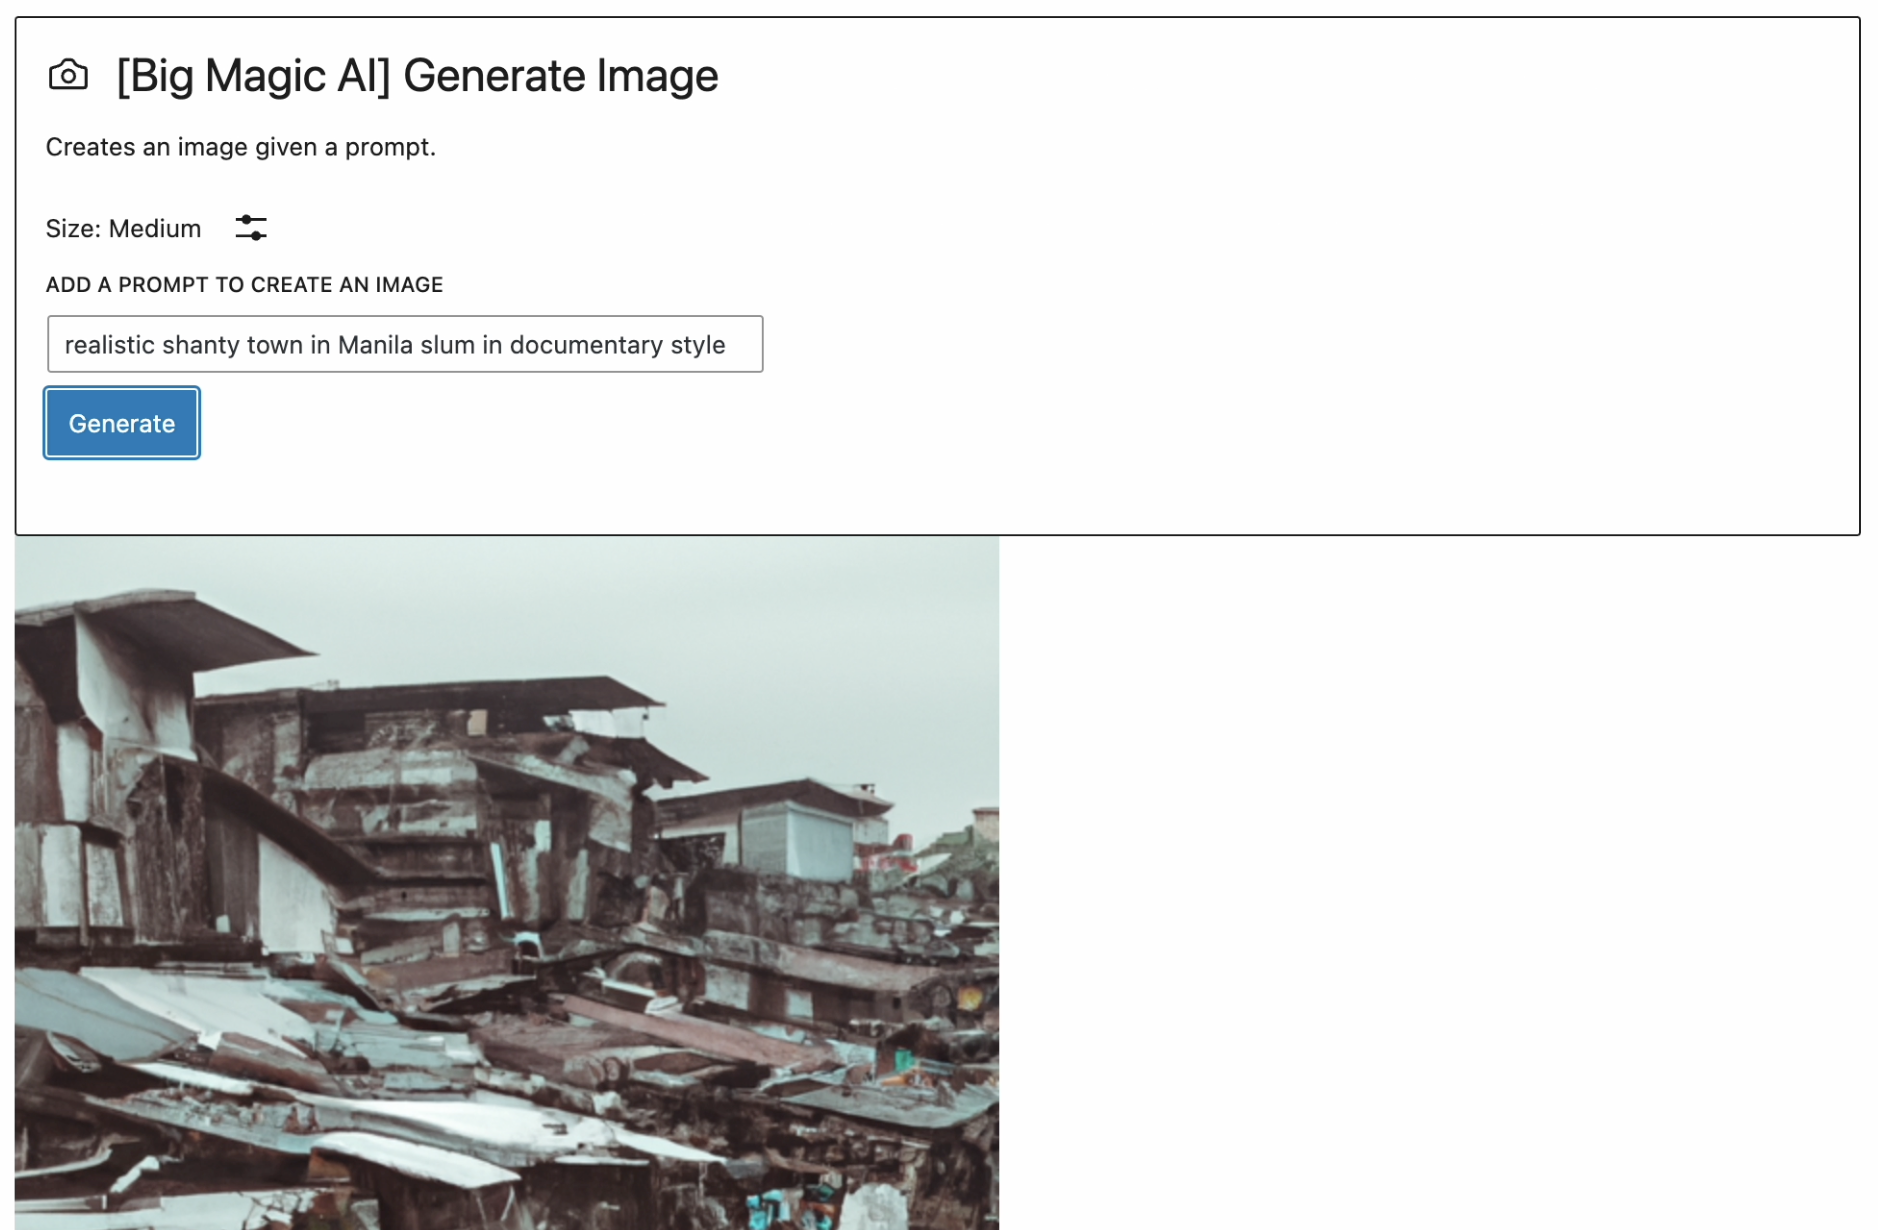 [Big Magic AI] Generate Image
Creates an image given a prompt.
Size: Medium
ADD A PROMPT TO CREATE AN IMAGE
realistic shanty town in Manila slum in documentary style
Generate